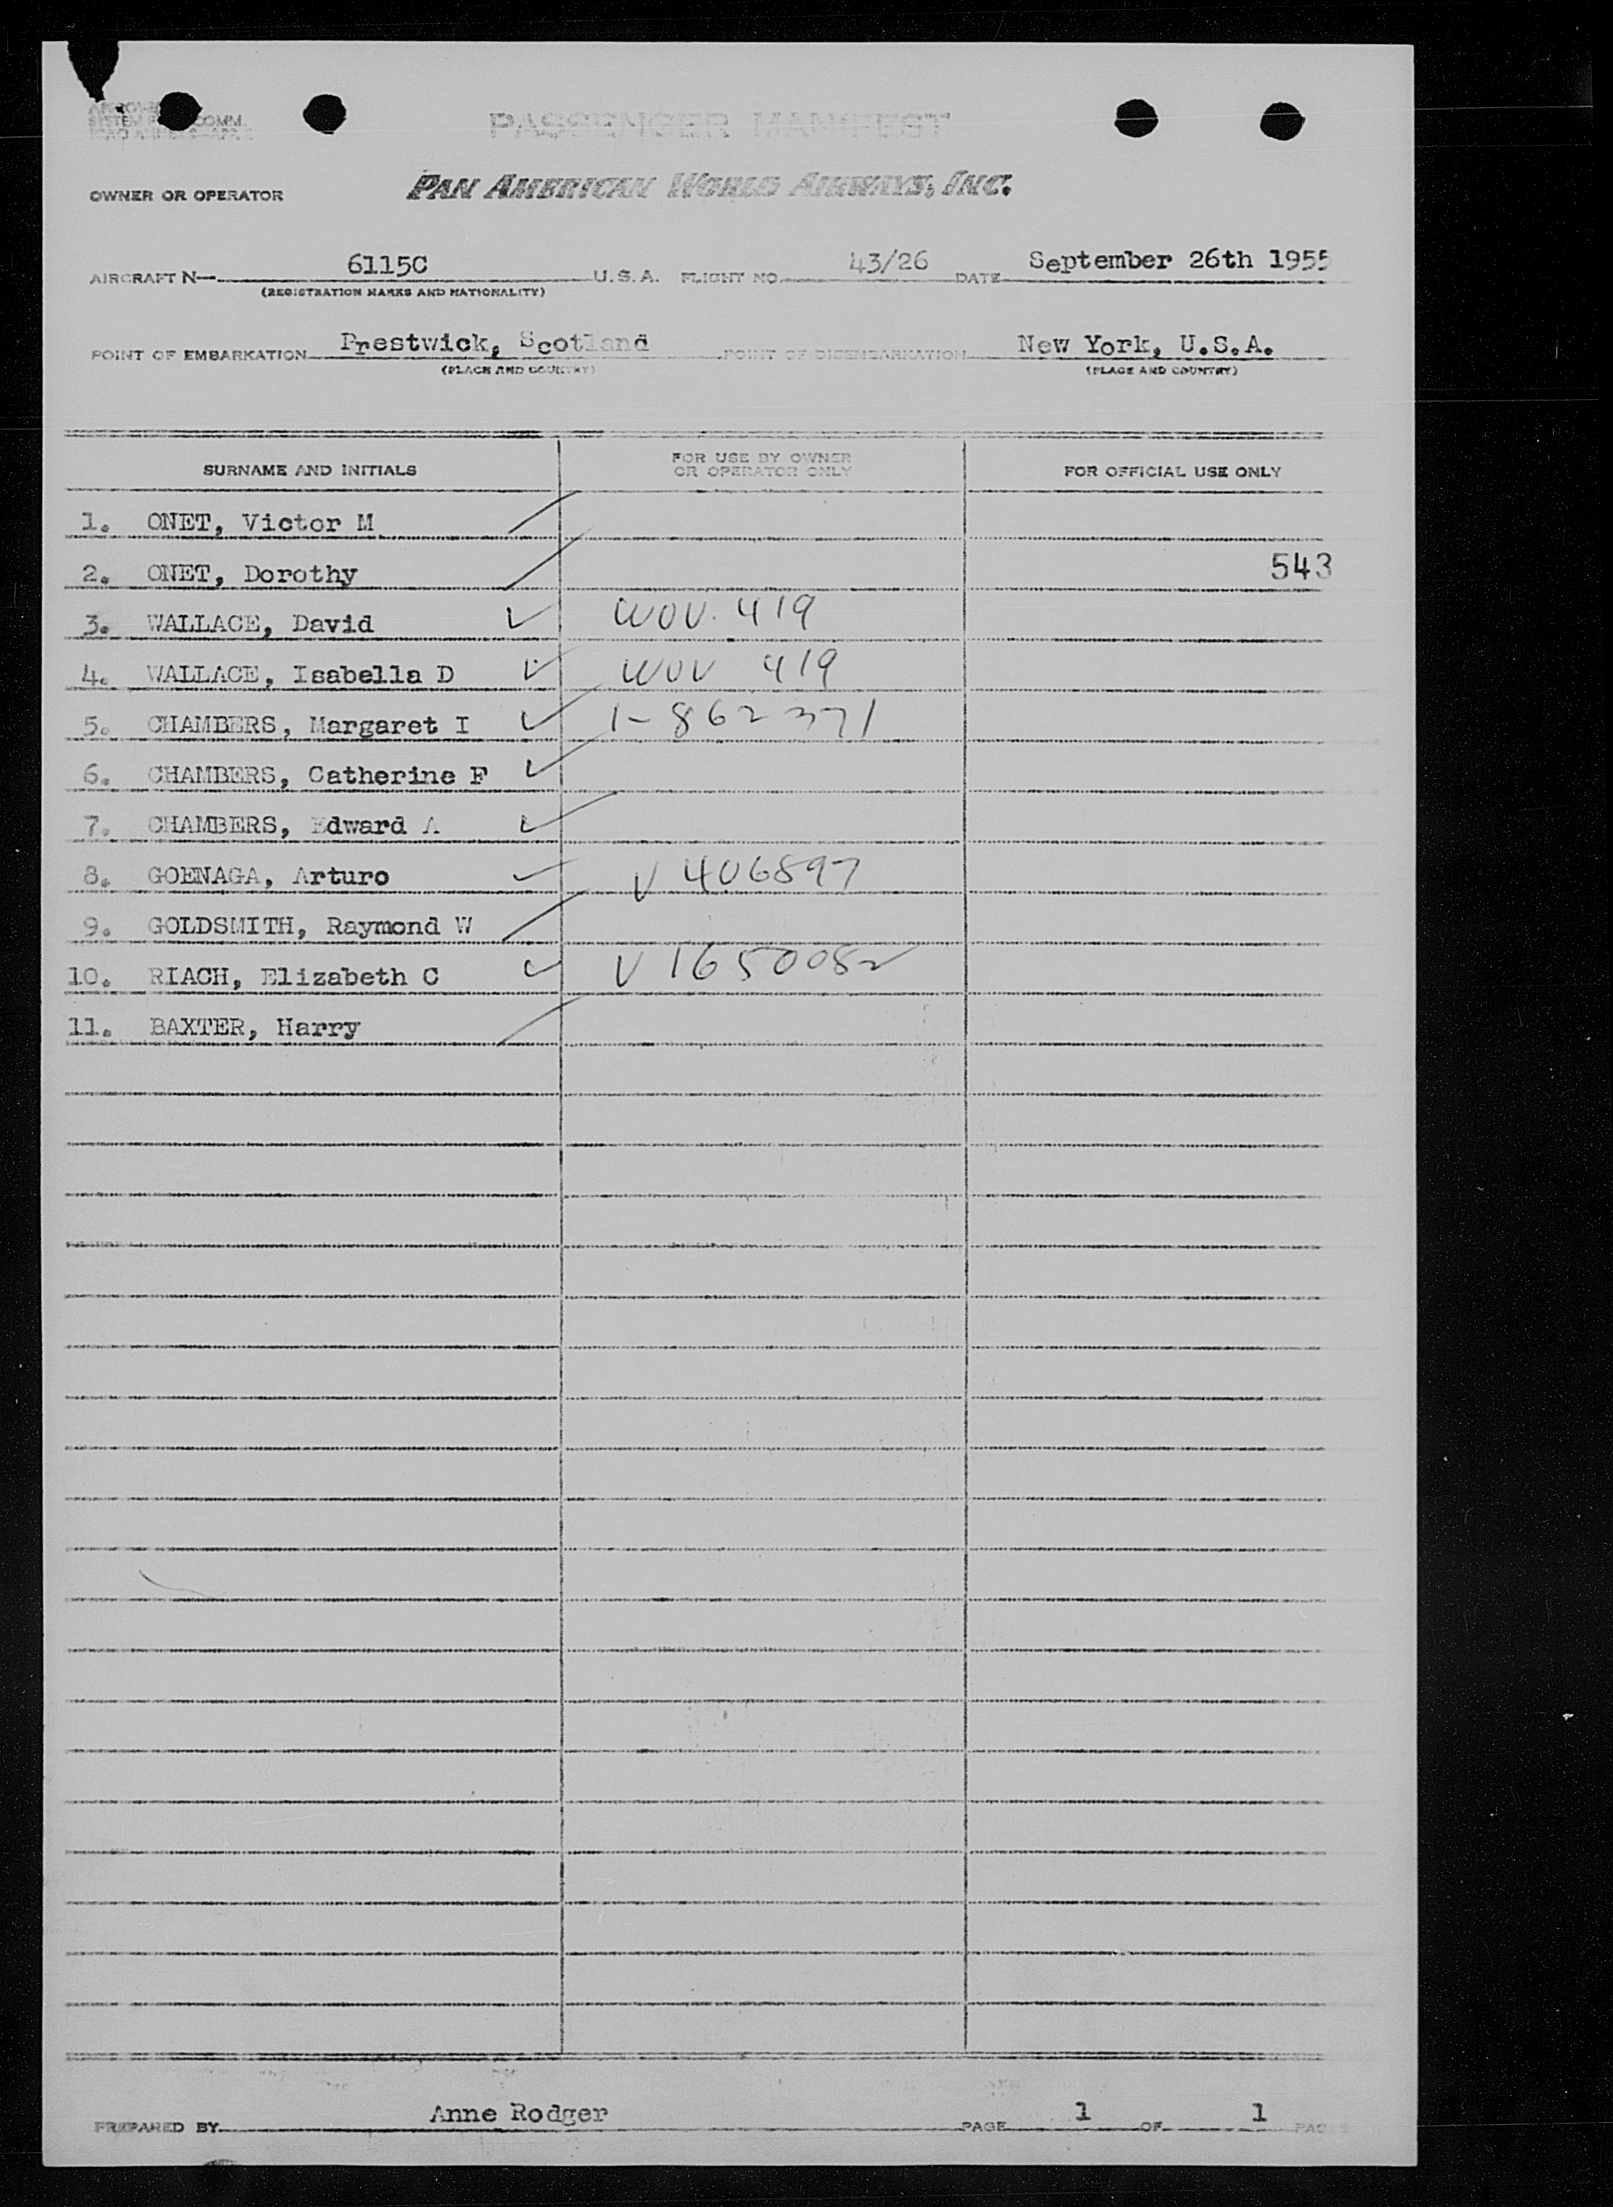 SYSTEM COMM.
PASSENGER MANIFEST
OWNER OR OPERATOR PAN AMERICAN WORLD AIRWAYS, INC.
AIRCRAFT N— 6115C U.S.A. FLIGHT NO. 43/26 DATE September 26th 1955
(REGISTRATION MARKS AND NATIONALITY)
POINT OF EMBARKATION Prestwick, Scotland POINT OF DISEMBARKATION New York, U.S.A.
(PLACE AND COUNTRY) (PLACE AND COUNTRY)
SURNAME AND INITIALS FOR USE BY OWNER OR OPERATOR ONLY FOR OFFICIAL USE ONLY
1. ONET, Victor M
2. ONET, Dorothy 543
3. WALLACE, David ✓ WOV. 419
4. WALLACE, Isabella D ✓ WOV 419
5. CHAMBERS, Margaret I ✓ 1-862371
6. CHAMBERS, Catherine F ✓
7. CHAMBERS, Edward A ✓
8. GOENAGA, Arturo ✓ V 406897
9. GOLDSMITH, Raymond W
10. RIACH, Elizabeth C ✓ V 1650082
11. BAXTER, Harry
PREPARED BY Anne Rodger PAGE 1 OF 1 PAGES